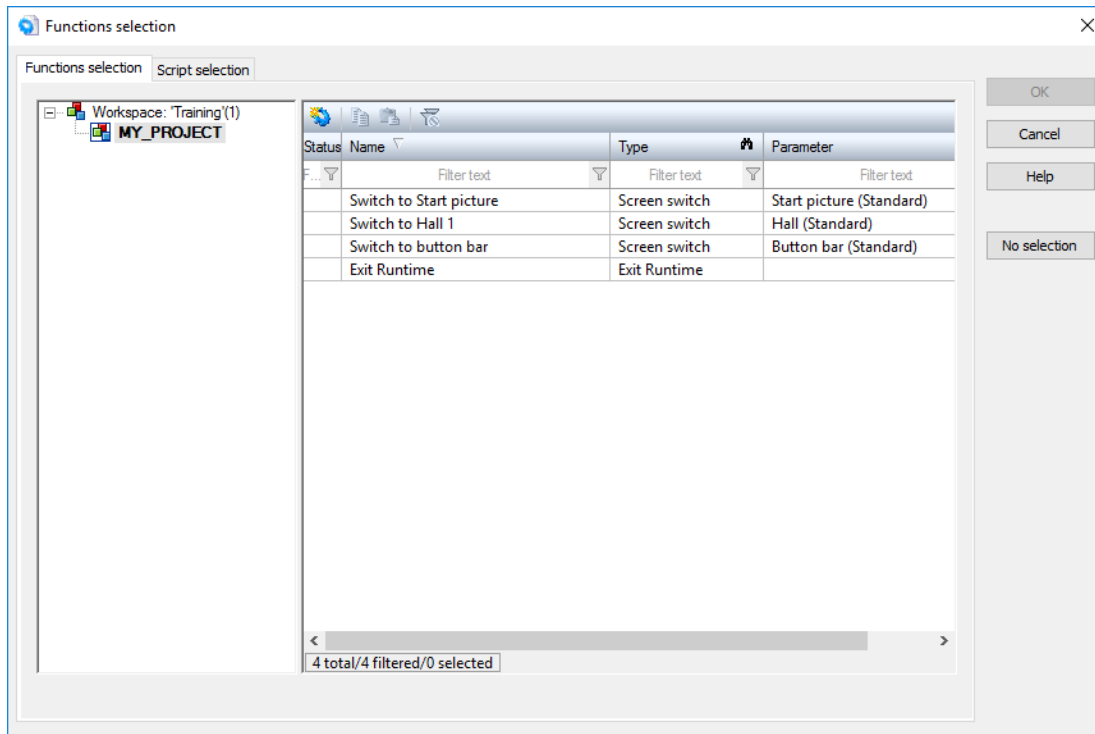 Functions selection
Functions selection Script selection
OK
Workspace: 'Training'(1)
MY_PROJECT
Cancel
Status Name Type Parameter
F... Filter text Filter text Filter text
Help
Switch to Start picture Screen switch Start picture (Standard)
Switch to Hall 1 Screen switch Hall (Standard)
Switch to button bar Screen switch Button bar (Standard)
No selection
Exit Runtime Exit Runtime
4 total/4 filtered/0 selected